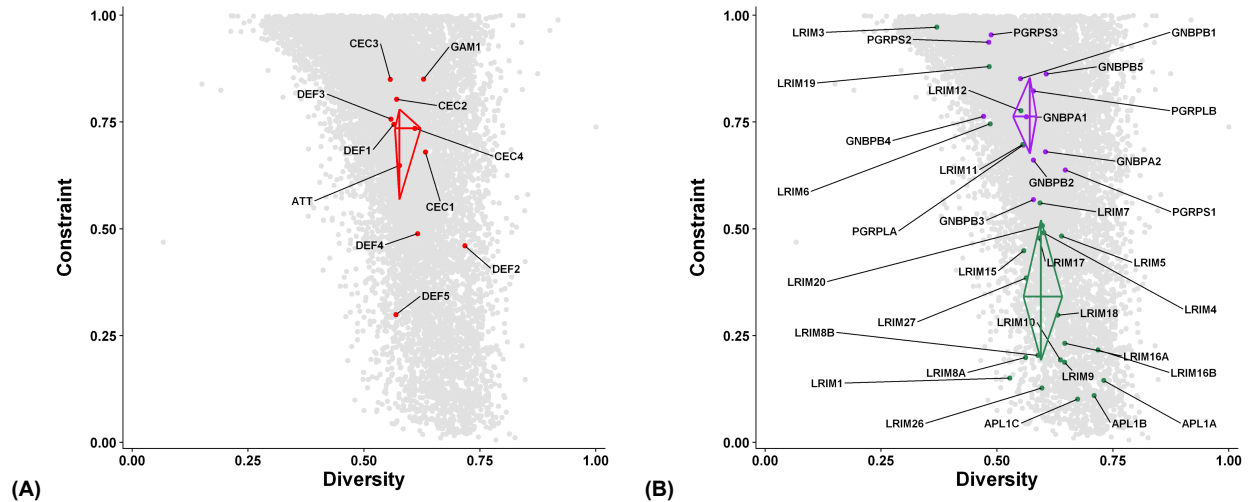 1.00
CEC3
GAM1
DEF3
CEC2
0.75
DEF1
CEC4
ATT
CEC1
Constraint
0.50
DEF4
DEF2
DEF5
0.25
0.00
0.00 0.25 0.50 0.75 1.00
Diversity
(A)
1.00
LRIM3
PGRPS2
PGRPS3
GNBPB1
GNBPB5
LRIM19
LRIM12
PGRPLB
0.75
GNBPA1
GNBPB4
LRIM11
GNBPA2
LRIM6
GNBPB2
PGRPS1
GNBPB3
LRIM7
PGRPLA
Constraint
0.50
LRIM15
LRIM17
LRIM5
LRIM20
LRIM4
LRIM27
LRIM10
LRIM18
LRIM8B
0.25
LRIM16A
LRIM8A
LRIM9
LRIM16B
LRIM1
LRIM26
APL1C
APL1B
APL1A
0.00
0.00 0.25 0.50 0.75 1.00
Diversity
(B)